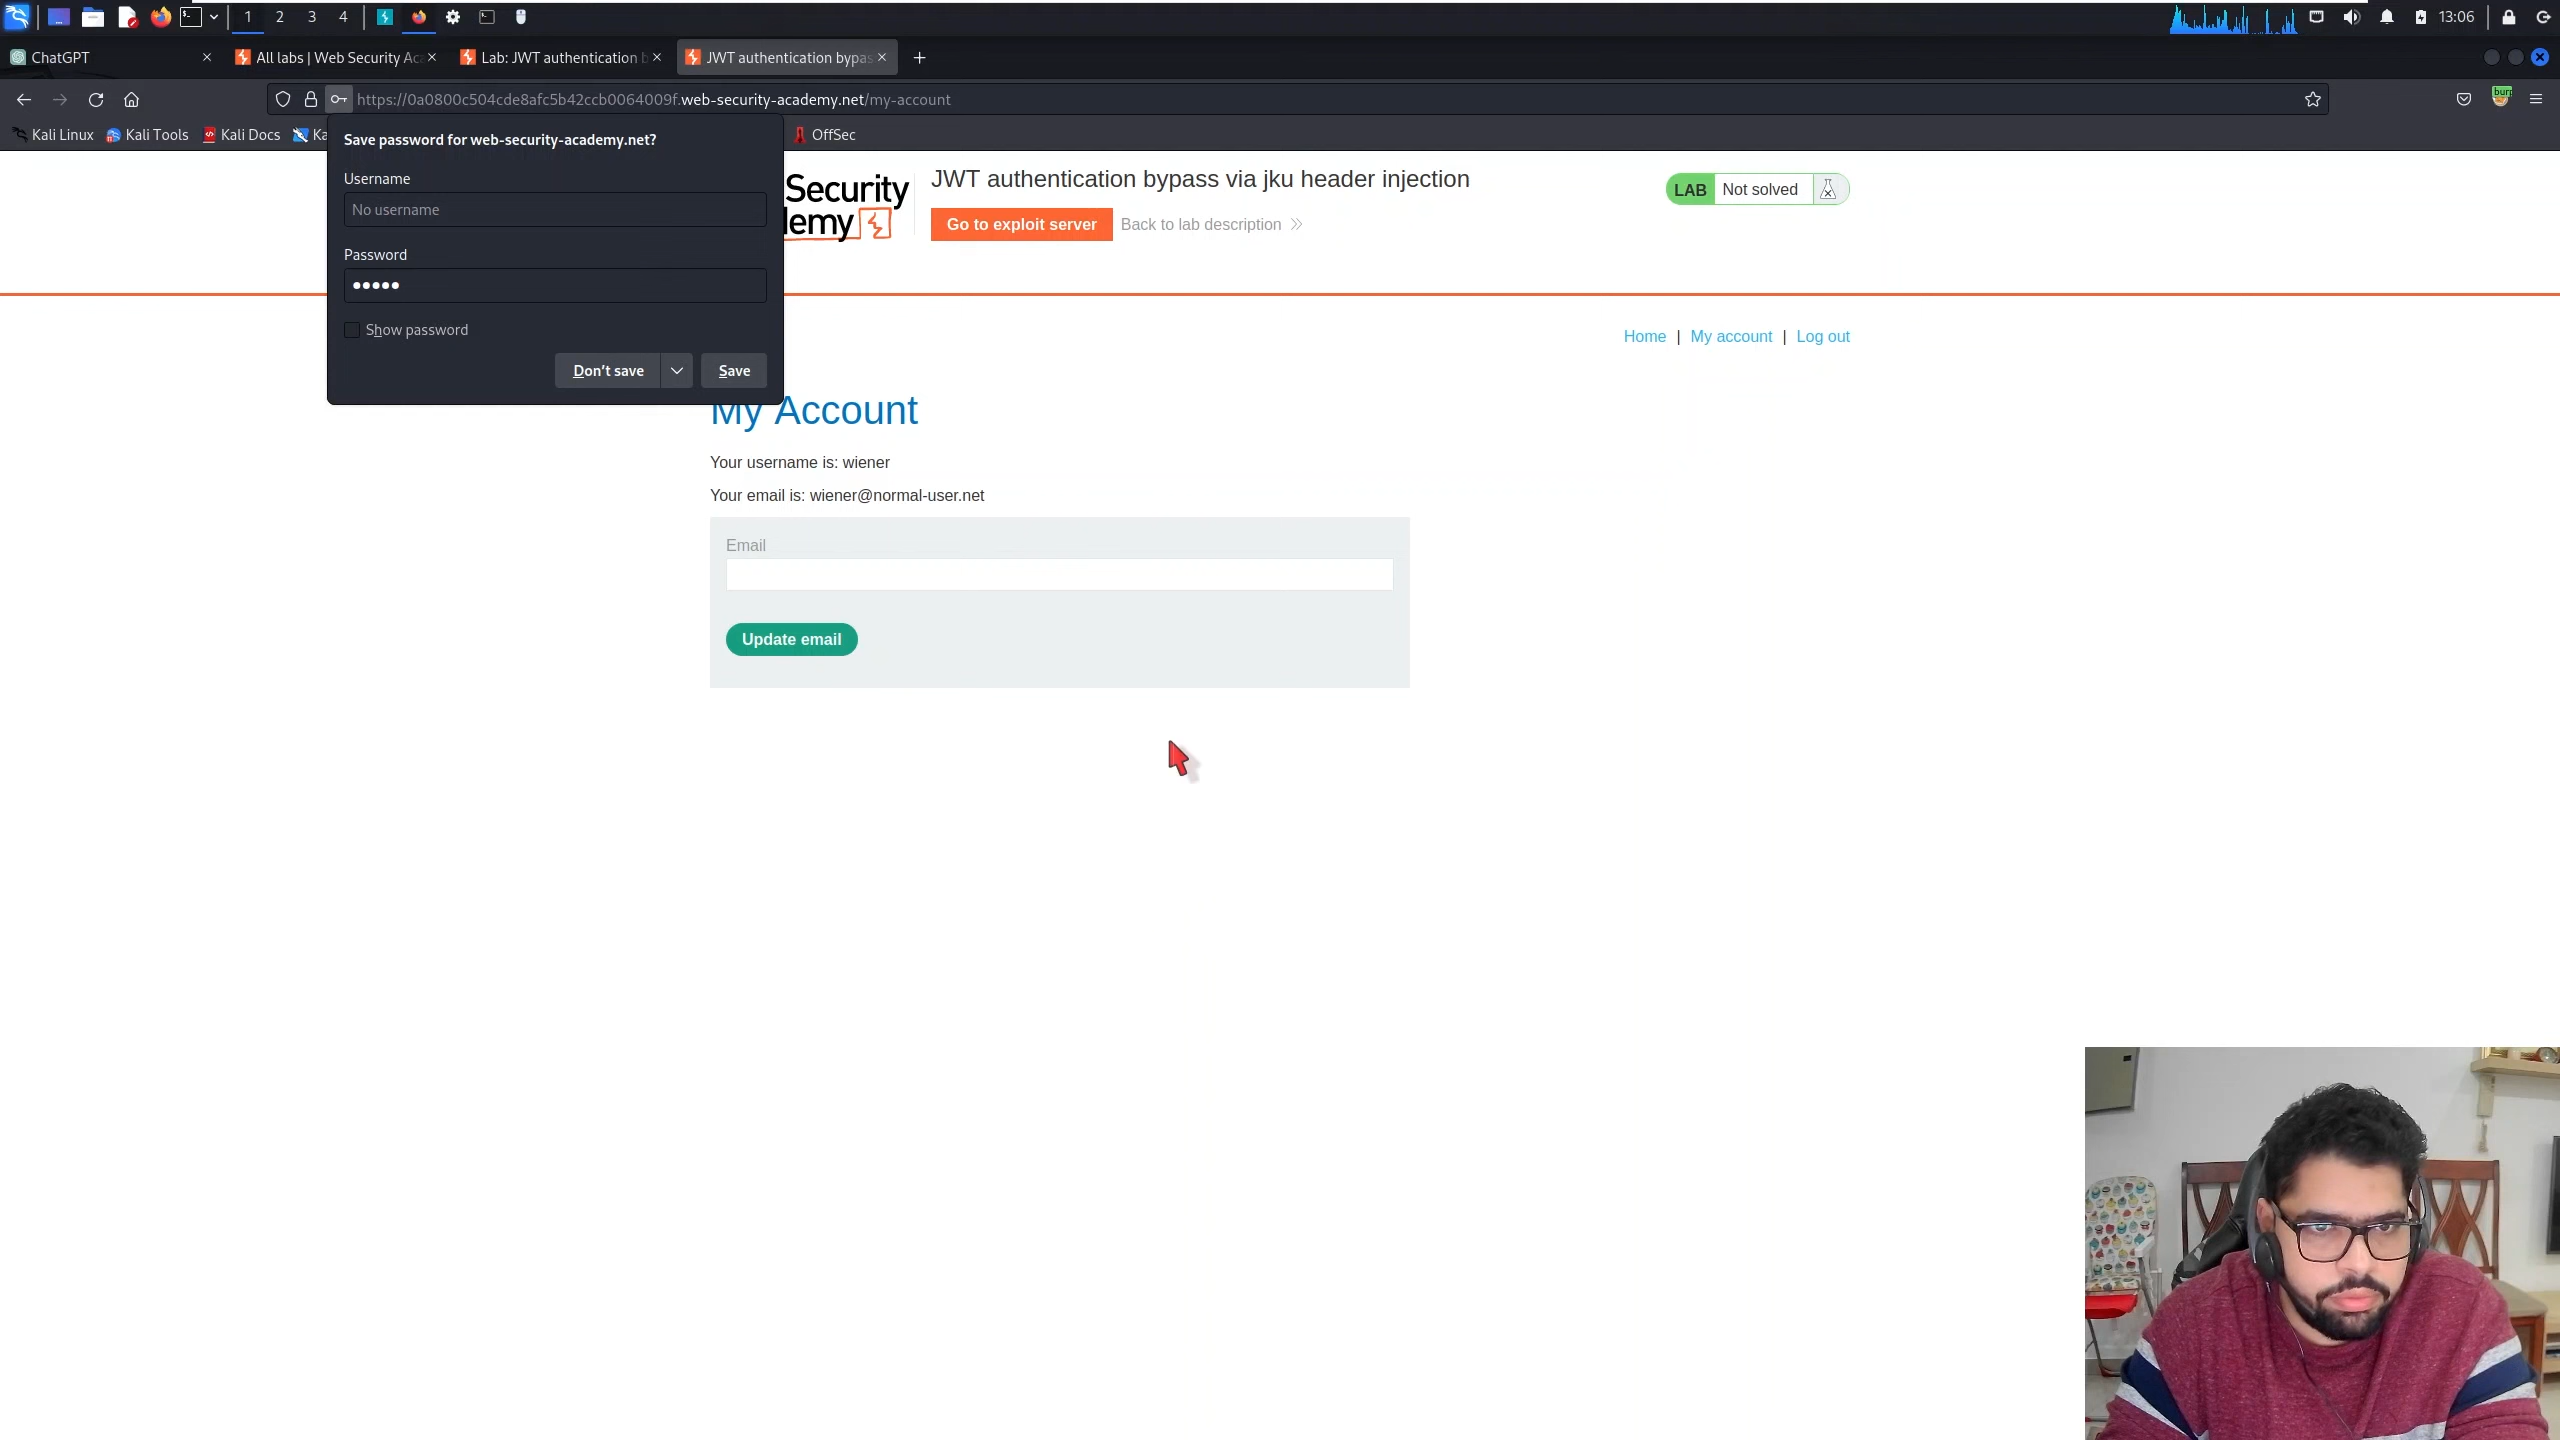 1 2 3 4 13:06
ChatGPT All labs | Web Security Aca Lab: JWT authentication b JWT authentication bypas
https://0a0800c504cde8afc5b42ccb0064009f.web-security-academy.net/my-account burp
Kali Linux Kali Tools Kali Docs Ka OffSec
Save password for web-security-academy.net?
Username
No username
Password
•••••
Show password
Don't save Save
Security
demy
JWT authentication bypass via jku header injection
Go to exploit server Back to lab description
LAB Not solved
Home | My account | Log out
My Account
Your username is: wiener
Your email is: wiener@normal-user.net
Email
Update email